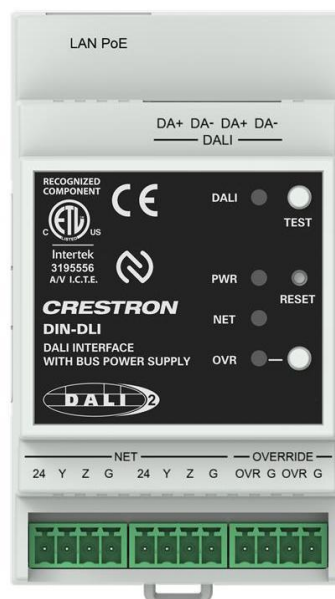 LAN PoE
DA+ DA- DA+ DA-
DALI
RECOGNIZED
COMPONENT
CE
DALI
TEST
C ETL US
LISTED
Intertek
3195556
A/V I.C.T.E.
PWR
RESET
CRESTRON
NET
DIN-DLI
DALI INTERFACE
WITH BUS POWER SUPPLY
OVR
DALI 2
NET OVERRIDE
24 Y Z G 24 Y Z G OVR G OVR G